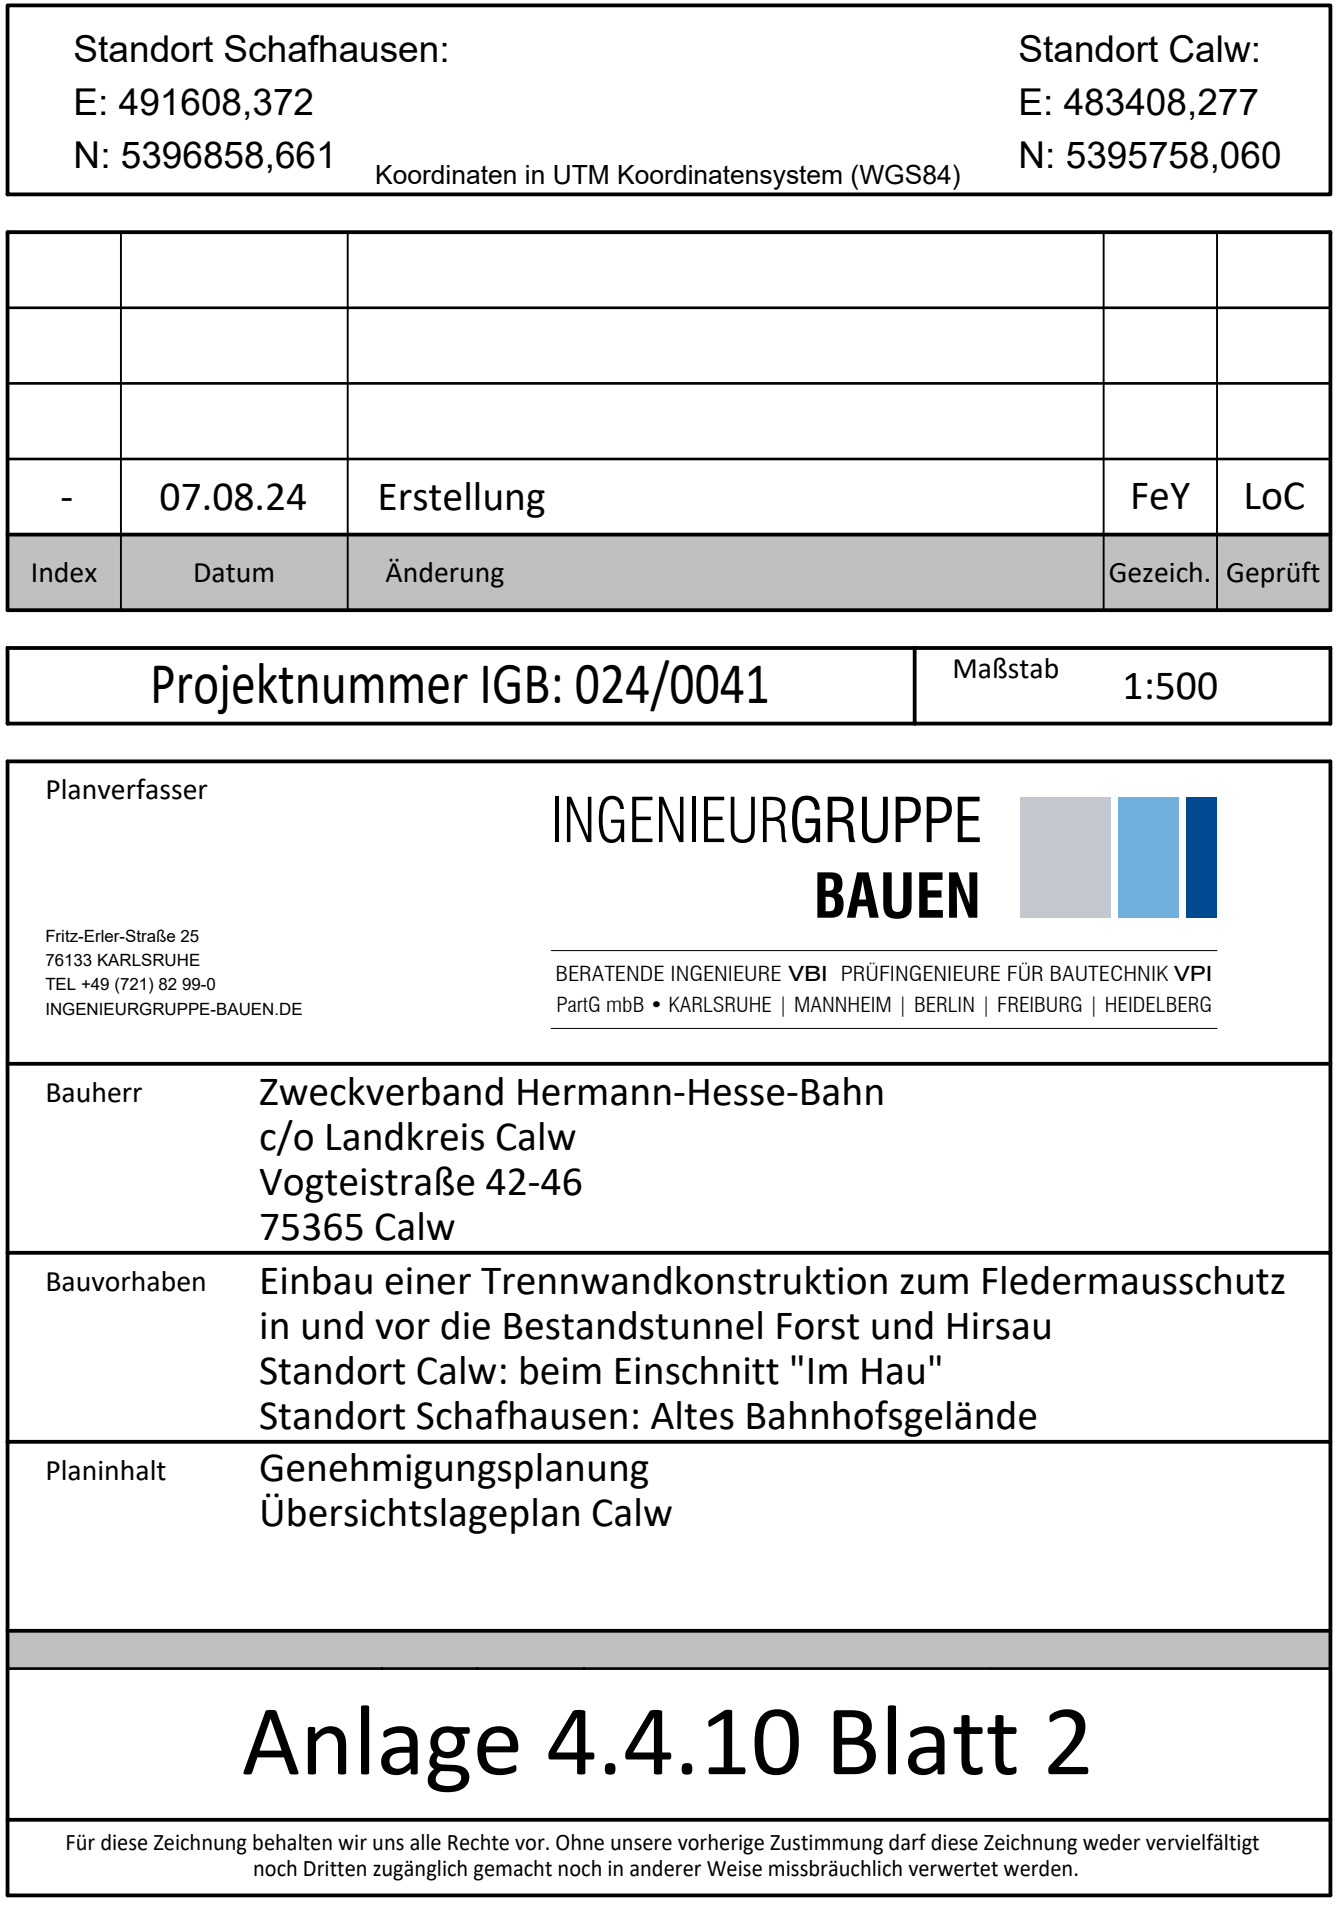 Standort Schafhausen:
E: 491608,372
N: 5396858,661
Koordinaten in UTM Koordinatensystem (WGS84)
Standort Calw:
E: 483408,277
N: 5395758,060
- 07.08.24 Erstellung FeY LoC
Index Datum Änderung Gezeich. Geprüft
Projektnummer IGB: 024/0041
Maßstab 1:500
Planverfasser
INGENIEURGRUPPE
BAUEN
Fritz-Erler-Straße 25
76133 KARLSRUHE
TEL +49 (721) 82 99-0
INGENIEURGRUPPE-BAUEN.DE
BERATENDE INGENIEURE VBI PRÜFINGENIEURE FÜR BAUTECHNIK VPI
PartG mbB • KARLSRUHE | MANNHEIM | BERLIN | FREIBURG | HEIDELBERG
Bauherr Zweckverband Hermann-Hesse-Bahn
c/o Landkreis Calw
Vogteistraße 42-46
75365 Calw
Bauvorhaben Einbau einer Trennwandkonstruktion zum Fledermausschutz
in und vor die Bestandstunnel Forst und Hirsau
Standort Calw: beim Einschnitt "Im Hau"
Standort Schafhausen: Altes Bahnhofsgelände
Planinhalt Genehmigungsplanung
Übersichtslageplan Calw
Anlage 4.4.10 Blatt 2
Für diese Zeichnung behalten wir uns alle Rechte vor. Ohne unsere vorherige Zustimmung darf diese Zeichnung weder vervielfältigt
noch Dritten zugänglich gemacht noch in anderer Weise missbräuchlich verwertet werden.